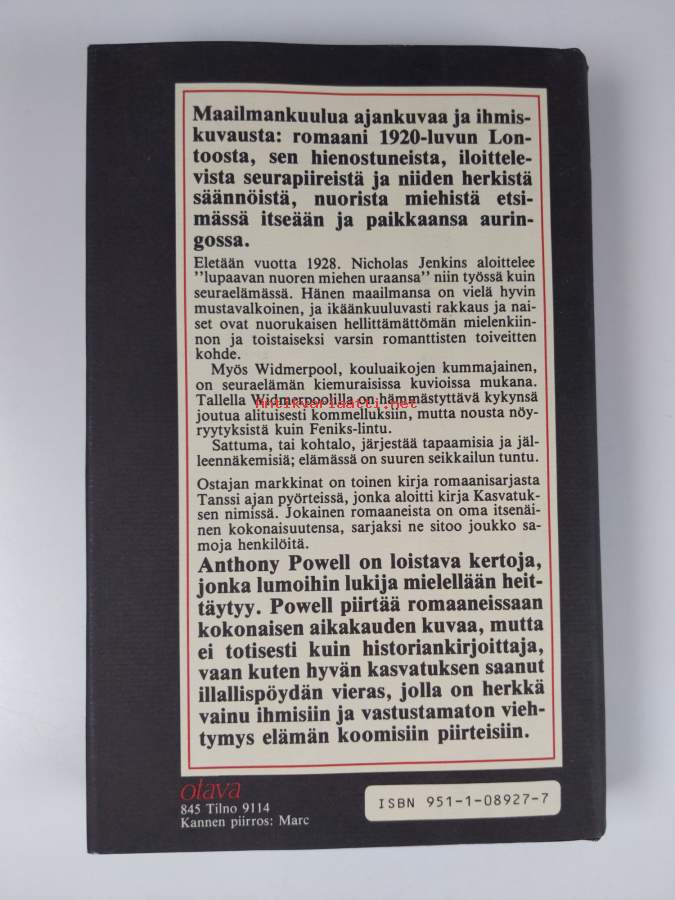 Maailmankuulua ajankuvaa ja ihmis-
kuvausta: romaani 1920-luvun Lon-
toosta, sen hienostuneista, iloittele-
vista seurapiireistä ja niiden herkistä
säännöistä, nuorista miehistä etsi-
mässä itseään ja paikkaansa aurin-
gossa.
Eletään vuotta 1928. Nicholas Jenkins aloittelee
"lupaavan nuoren miehen uraansa" niin työssä kuin
seuraelämässä. Hänen maailmansa on vielä hyvin
mustavalkoinen, ja ikäänkuuluvasti rakkaus ja nai-
set ovat nuorukaisen hellittämättömän mielenkiin-
non ja toistaiseksi varsin romanttisten toiveitten
kohde.
Myös Widmerpool, kouluaikojen kummajainen,
on seuraelämän kiemuraisissa kuvioissa mukana.
Tallella Widmerpoolilla on hämmästyttävä kykynsä
Antikvariaatti.net
joutua alituisesti kommelluksiin, mutta nousta nöy-
ryytyksistä kuin Feniks-lintu.
Sattuma, tai kohtalo, järjestää tapaamisia ja jäl-
leennäkemisiä; elämässä on suuren seikkailun tuntu.
Ostajan markkinat on toinen kirja romaanisarjasta
Tanssi ajan pyörteissä, jonka aloitti kirja Kasvatuk-
sen nimissä. Jokainen romaaneista on oma itsenäi-
nen kokonaisuutensa, sarjaksi ne sitoo joukko sa-
moja henkilöitä.
Anthony Powell on loistava kertoja,
jonka lumoihin lukija mielellään heit-
täytyy. Powell piirtää romaaneissaan
kokonaisen aikakauden kuvaa, mutta
ei totisesti kuin historiankirjoittaja,
vaan kuten hyvän kasvatuksen saanut
illallispöydän vieras, jolla on herkkä
vainu ihmisiin ja vastustamaton vieh-
tymys elämän koomisiin piirteisiin.
otava
845 Tilno 9114
Kannen piirros: Marc
ISBN 951-1-08927-7